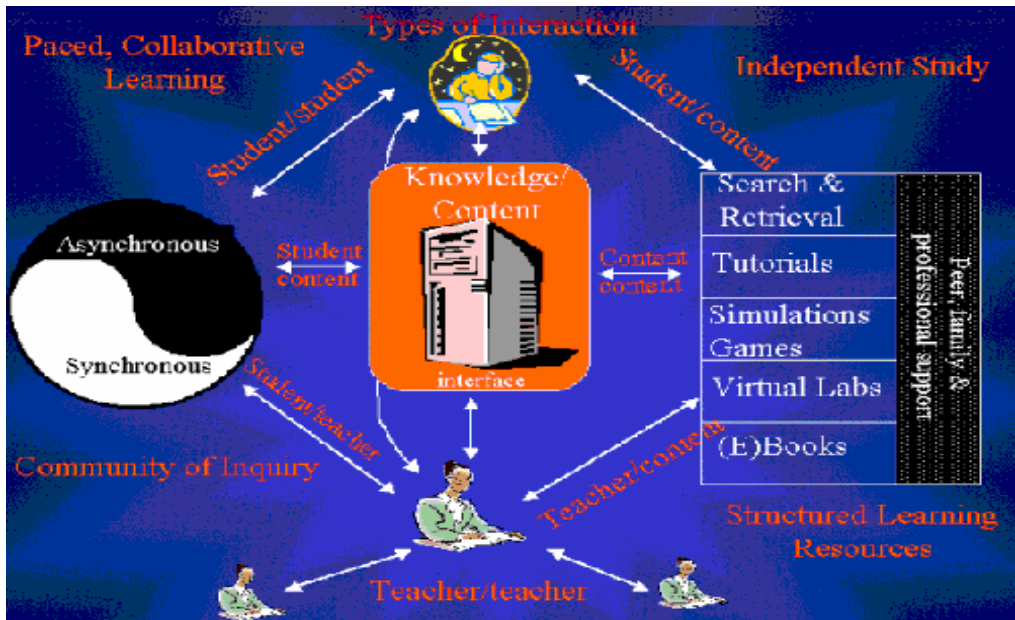 Types of Interaction
Paced, Collaborative
Learning
Independent Study
Student/student
Student/content
Knowledge/
Content
interface
Asynchronous
Synchronous
Student
content
Content
content
Search &
Retrieval
Tutorials
Simulations
Games
Virtual Labs
(E)Books
Peer, family &
professional support
Student/teacher
Teacher/content
Community of Inquiry
Structured Learning
Resources
Teacher/teacher